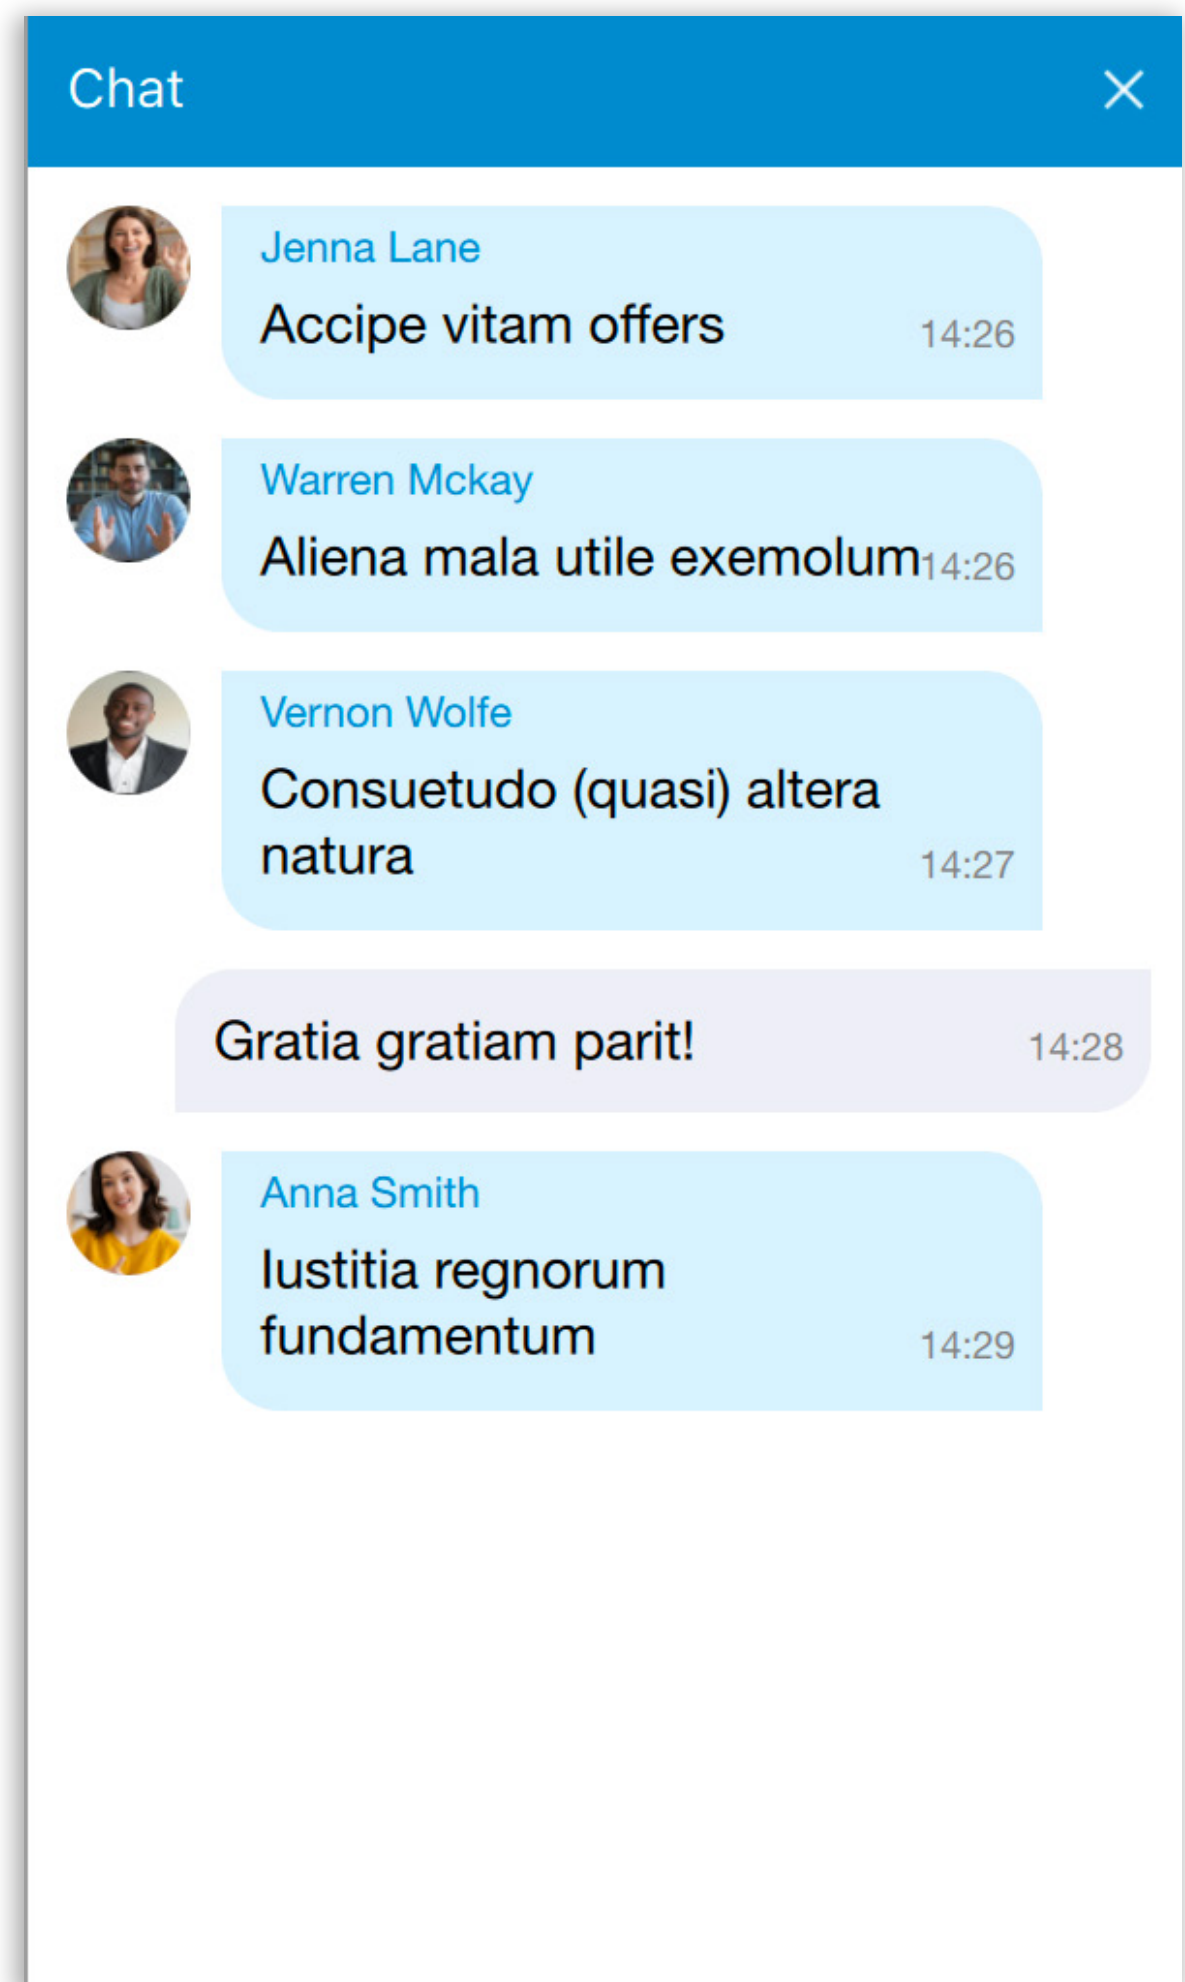 Chat
Jenna Lane
Accipe vitam offers
14:26
Warren Mckay
Aliena mala utile exemolum
14:26
Vernon Wolfe
Consuetudo (quasi) altera
natura
14:27
Gratia gratiam parit!
14:28
Anna Smith
Iustitia regnorum
fundamentum
14:29